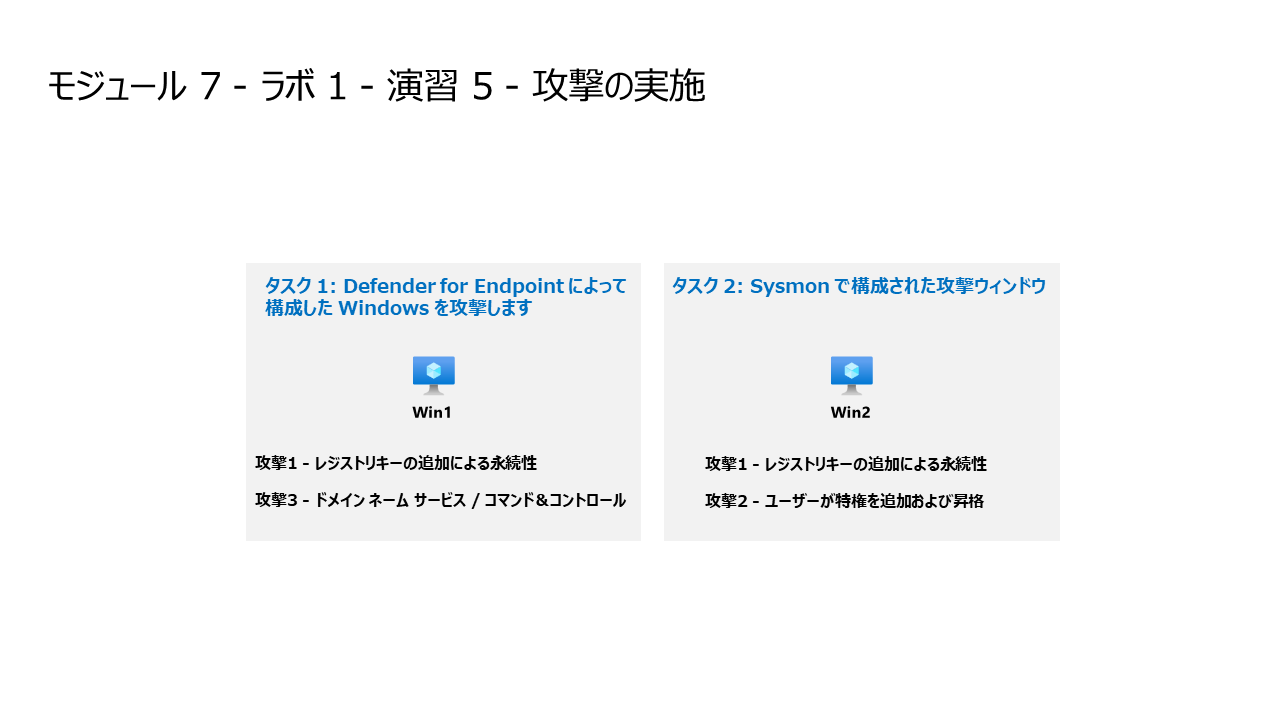 モジュール 7 - ラボ 1 - 演習 5 - 攻撃の実施
タスク 1: Defender for Endpoint によって
構成した Windows を攻撃します
Win1
攻撃1 - レジストリキーの追加による永続性
攻撃3 - ドメイン ネーム サービス / コマンド＆コントロール
タスク 2: Sysmon で構成された攻撃ウィンドウ
Win2
攻撃1 - レジストリキーの追加による永続性
攻撃2 - ユーザーが特権を追加および昇格